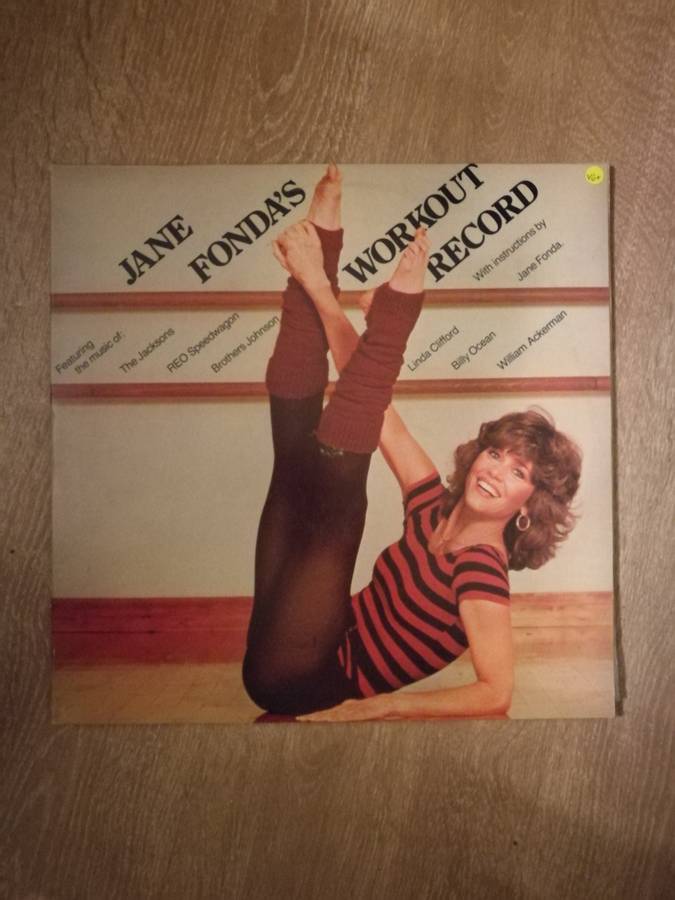 JANE
FONDA'S
WORKOUT
RECORD
With instructions by
Jane Fonda.
Featuring
the music of:
The Jacksons
REO Speedwagon
Brothers Johnson
Linda Clifford
Billy Ocean
William Ackerman
VG+